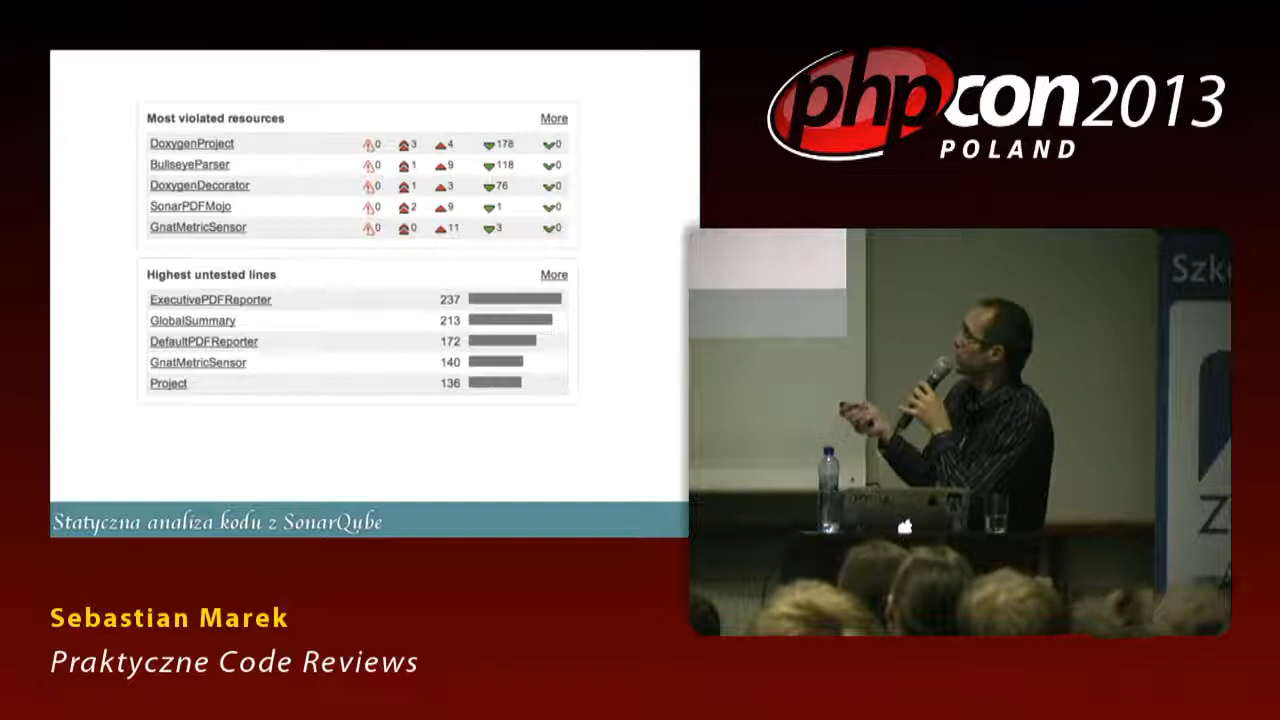 phpcon2013
POLAND
Most violated resources More
DoxygenProject 0 3 4 178 0
BullseyeParser 0 1 9 118 0
DoxygenDecorator 0 1 3 76 0
SonarPDFMojo 0 2 9 1 0
GnatMetricSensor 0 0 11 3 0
Highest untested lines More
ExecutivePDFReporter 237
GlobalSummary 213
DefaultPDFReporter 172
GnatMetricSensor 140
Project 136
Statyczna analiza kodu z SonarQube
Szk
Z
Sebastian Marek
Praktyczne Code Reviews